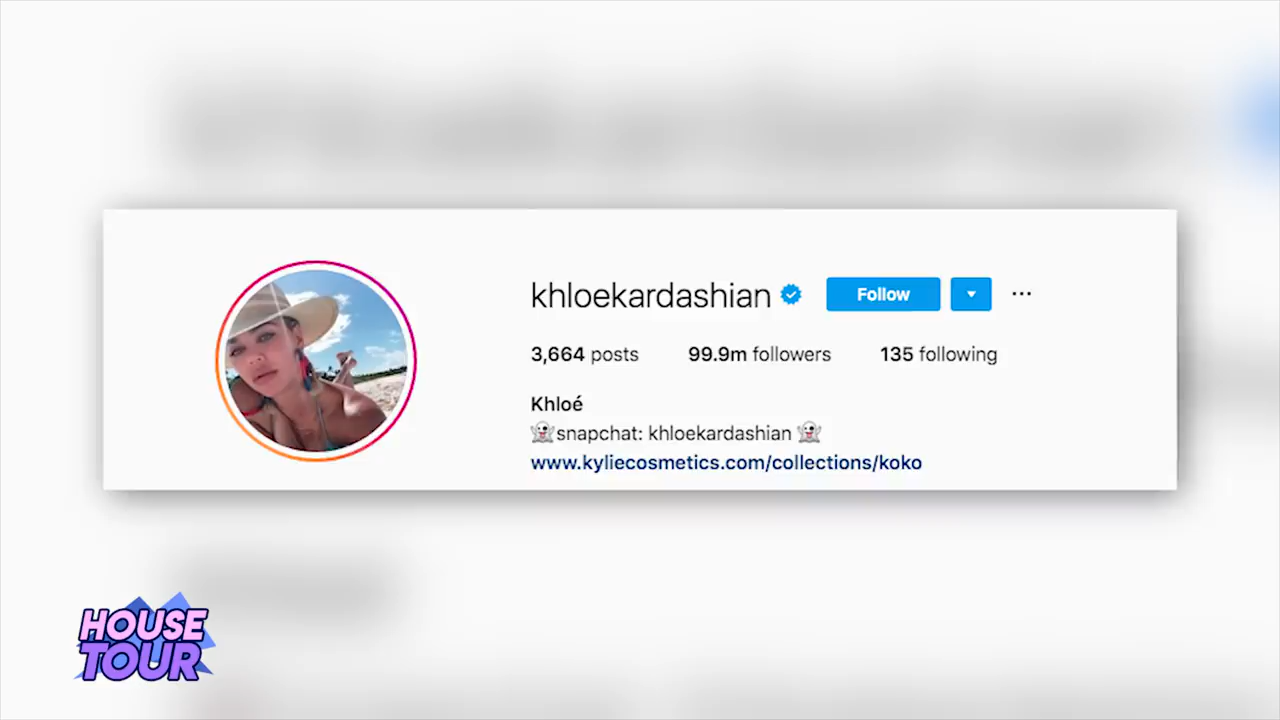 khloekardashian
Follow
3,664 posts 99.9m followers 135 following
Khloé
👻snapchat: khloekardashian 👻
www.kyliecosmetics.com/collections/koko
HOUSE
TOUR